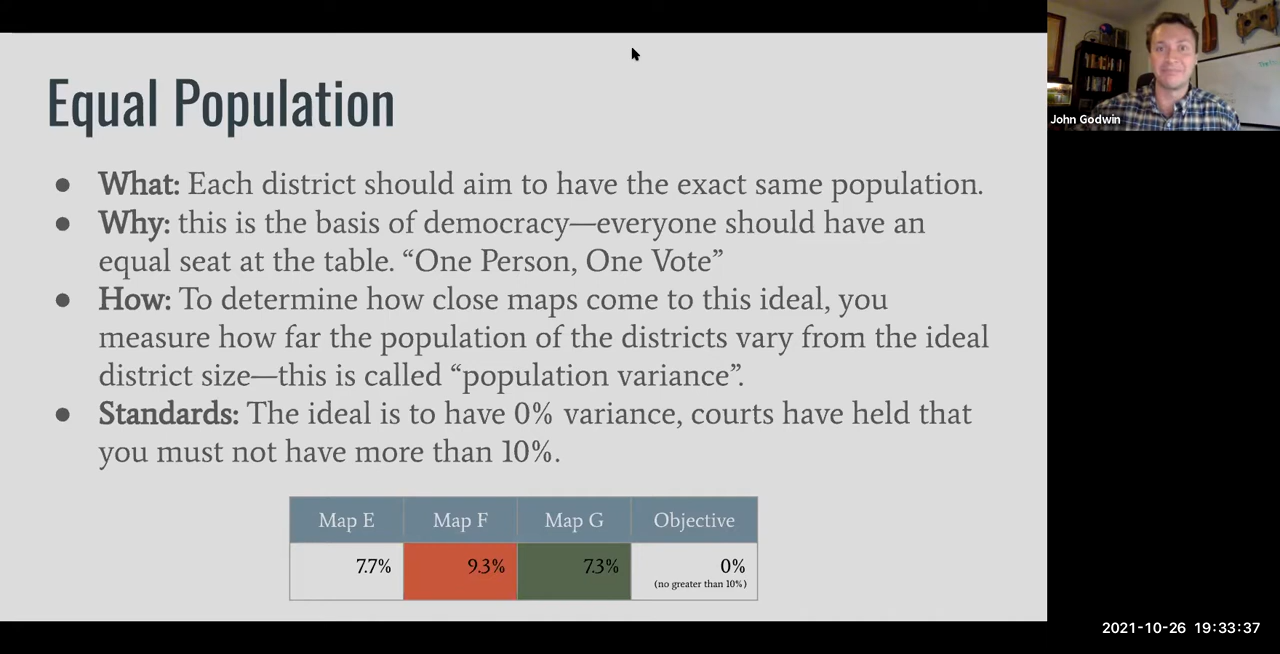 Equal Population
● What: Each district should aim to have the exact same population.
● Why: this is the basis of democracy—everyone should have an
equal seat at the table. “One Person, One Vote”
● How: To determine how close maps come to this ideal, you
measure how far the population of the districts vary from the ideal
district size—this is called “population variance”.
● Standards: The ideal is to have 0% variance, courts have held that
you must not have more than 10%.
Map E Map F Map G Objective
7.7% 9.3% 7.3% 0%
(no greater than 10%)
John Godwin
2021-10-26 19:33:37